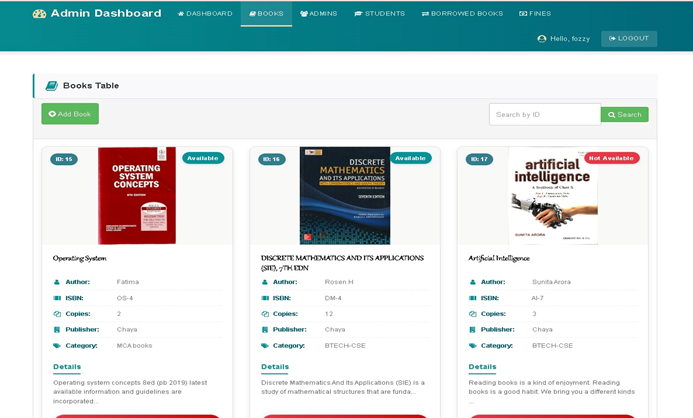 Admin Dashboard
DASHBOARD
BOOKS
ADMINS
STUDENTS
BORROWED BOOKS
FINES
Hello, fozzy
LOGOUT
Books Table
Add Book
Search by ID
Search
ID: 15
Available
OPERATING
SYSTEM
CONCEPTS
Operating System
Author: Fatima
ISBN: OS-4
Copies: 2
Publisher: Chaya
Category: MCA books
Details
Operating system concepts 8ed (pb 2019) latest
available information and guidelines are
incorporated...
ID: 16
Available
DISCRETE
MATHEMATICS
AND ITS APPLICATIONS
SEVENTH EDITION
DISCRETE MATHEMATICS AND ITS APPLICATIONS
(SIE), 7TH EDN
Author: Rosen H
ISBN: DM-4
Copies: 12
Publisher: Chaya
Category: BTECH-CSE
Details
Discrete Mathematics And Its Applications (SIE) is a
study of mathematical structures that are funda...
ID: 17
Not Available
artificial
intelligence
A Textbook of Class X
SUNITA ARORA
Artificial Intelligence
Author: Sunita Arora
ISBN: AI-7
Copies: 3
Publisher: Chaya
Category: BTECH-CSE
Details
Reading books is a kind of enjoyment. Reading
books is a good habit. We bring you a different kinds
...